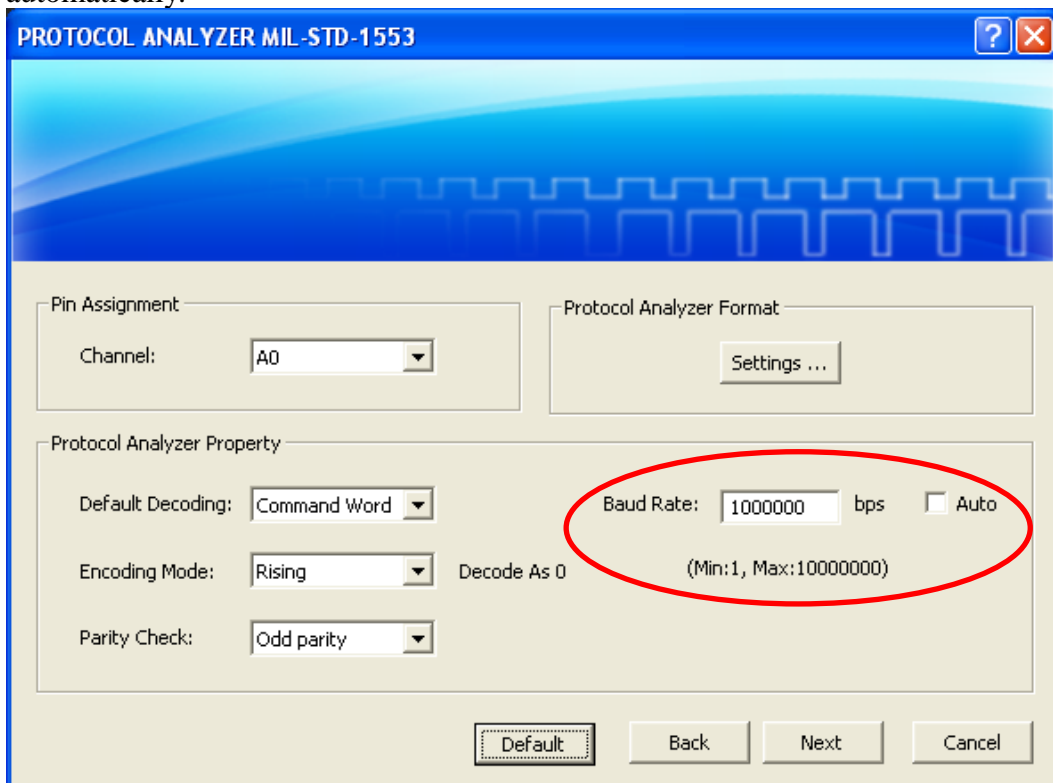 automatically.
PROTOCOL ANALYZER MIL-STD-1553
Pin Assignment
Channel: A0
Protocol Analyzer Format
Settings ...
Protocol Analyzer Property
Default Decoding: Command Word
Baud Rate: 1000000 bps Auto
Encoding Mode: Rising Decode As 0
(Min:1, Max:10000000)
Parity Check: Odd parity
Default Back Next Cancel